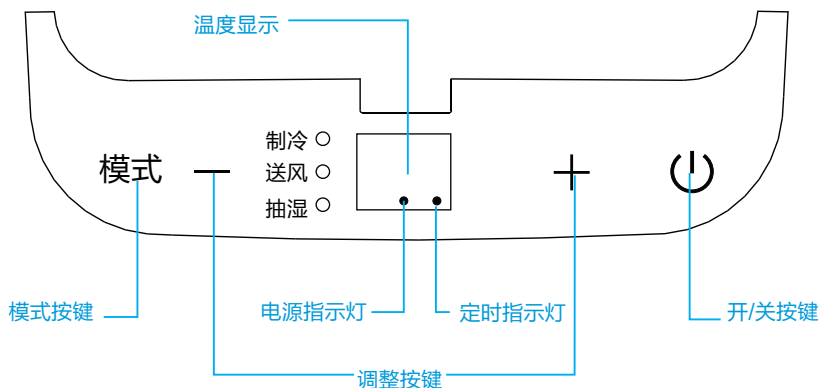 温度显示
制冷
模式
送风
抽湿
模式按键
电源指示灯
定时指示灯
开/关按键
调整按键